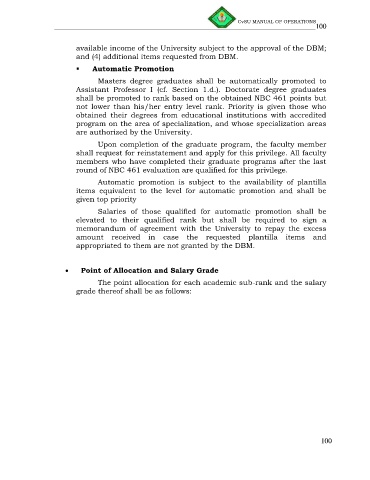 CvSU MANUAL OF OPERATIONS
100
available income of the University subject to the approval of the DBM;
and (4) additional items requested from DBM.
• Automatic Promotion
Masters degree graduates shall be automatically promoted to
Assistant Professor I (cf. Section 1.d.). Doctorate degree graduates
shall be promoted to rank based on the obtained NBC 461 points but
not lower than his/her entry level rank. Priority is given those who
obtained their degrees from educational institutions with accredited
program on the area of specialization, and whose specialization areas
are authorized by the University.
Upon completion of the graduate program, the faculty member
shall request for reinstatement and apply for this privilege. All faculty
members who have completed their graduate programs after the last
round of NBC 461 evaluation are qualified for this privilege.
Automatic promotion is subject to the availability of plantilla
items equivalent to the level for automatic promotion and shall be
given top priority
Salaries of those qualified for automatic promotion shall be
elevated to their qualified rank but shall be required to sign a
memorandum of agreement with the University to repay the excess
amount received in case the requested plantilla items and
appropriated to them are not granted by the DBM.
• Point of Allocation and Salary Grade
The point allocation for each academic sub-rank and the salary
grade thereof shall be as follows:
100